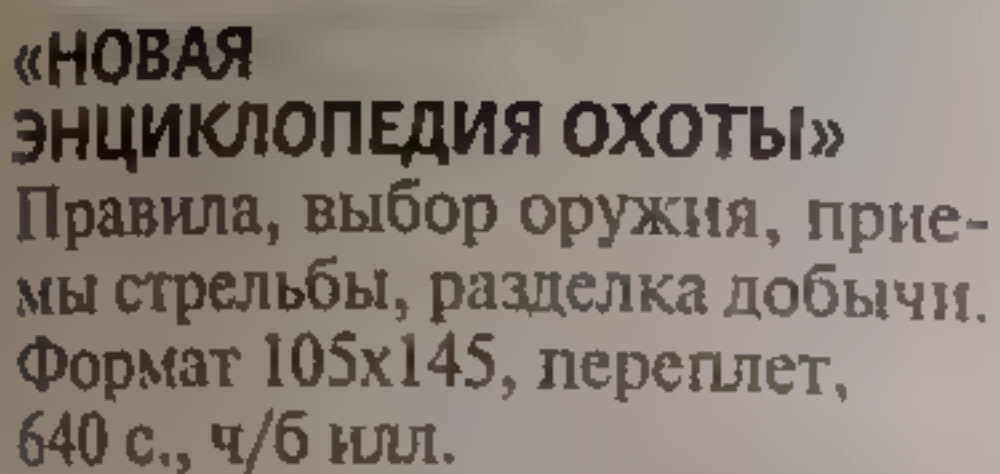 «НОВАЯ
ЭНЦИКЛОПЕДИЯ ОХОТЫ»
Правила, выбор оружия, прие-
мы стрельбы, разделка добычи.
Формат 105х145, переплет,
640 с., ч/б илл.